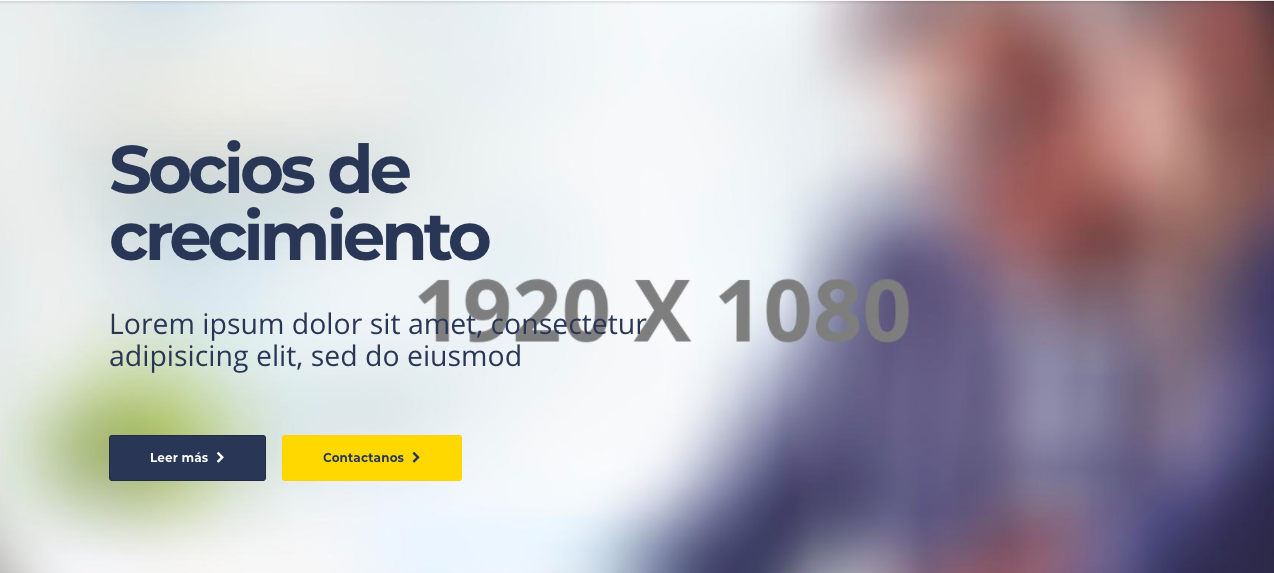 Socios de
crecimiento
1920 X 1080
Lorem ipsum dolor sit amet, consectetur
adipisicing elit, sed do eiusmod
Leer más
Contactanos